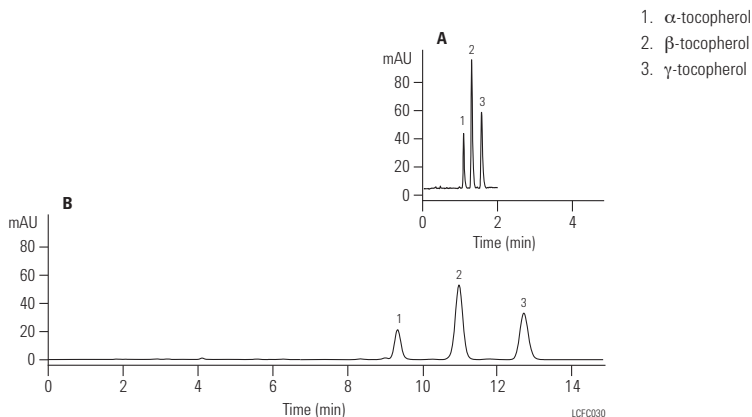 1. α-tocopherol
2. β-tocopherol
3. γ-tocopherol
A
mAU
2
80
60
3
1
40
20
0
0 2 4
Time (min)
B
mAU
80
60
2
40
3
1
20
0
0 2 4 6 8 10 12 14
Time (min)
LCFC030